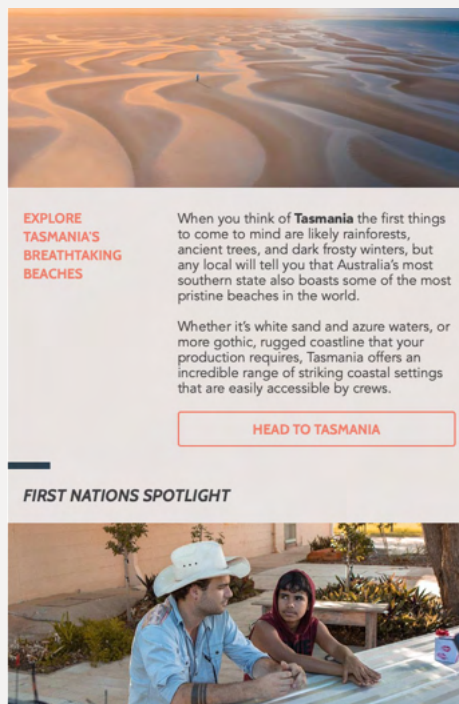 EXPLORE
TASMANIA'S
BREATHTAKING
BEACHES
When you think of Tasmania the first things
to come to mind are likely rainforests,
ancient trees, and dark frosty winters, but
any local will tell you that Australia's most
southern state also boasts some of the most
pristine beaches in the world.
Whether it's white sand and azure waters, or
more gothic, rugged coastline that your
production requires, Tasmania offers an
incredible range of striking coastal settings
that are easily accessible by crews.
HEAD TO TASMANIA
FIRST NATIONS SPOTLIGHT